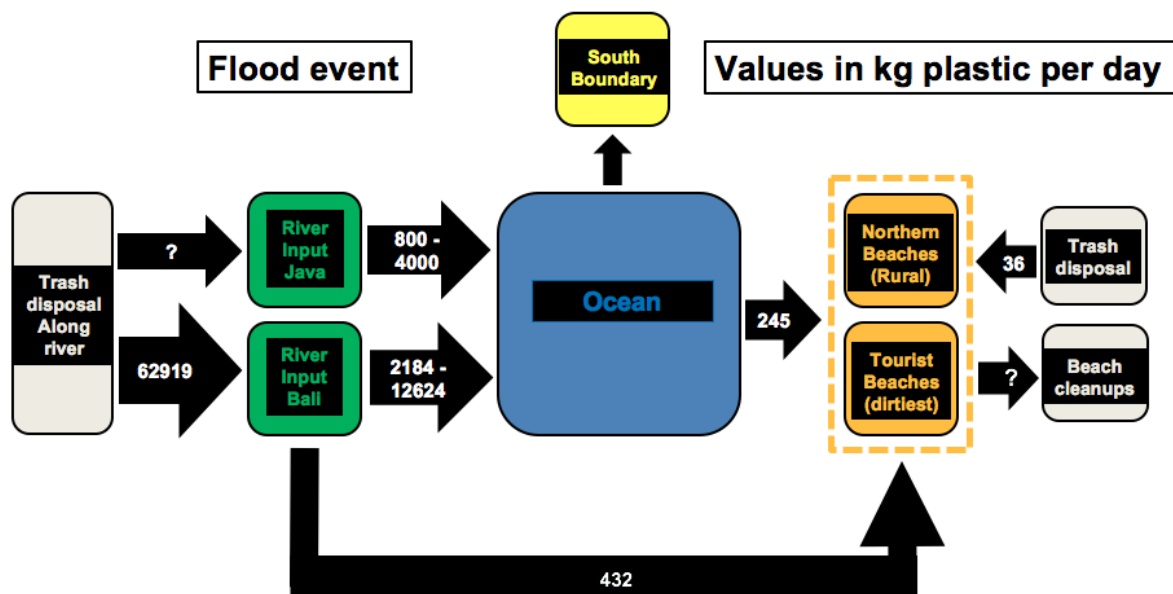 Flood event
South
Boundary
Values in kg plastic per day
Trash
disposal
Along
river
?
62919
River
Input
Java
River
Input
Bali
800 -
4000
2184 -
12624
Ocean
245
Northern
Beaches
(Rural)
Tourist
Beaches
(dirtiest)
36
?
Trash
disposal
Beach
cleanups
432